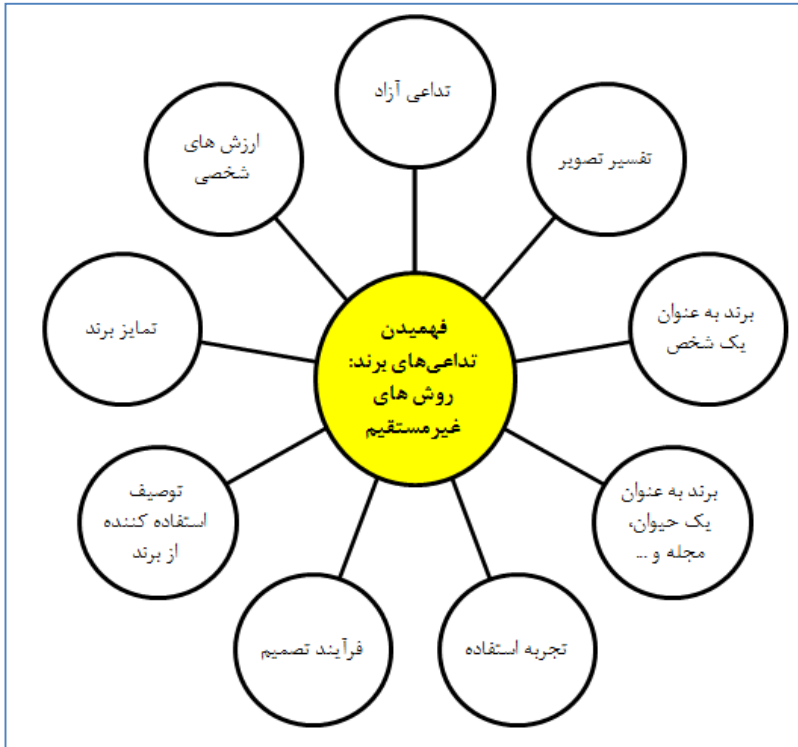 فهمیدن
تداعی‌های برند:
روش های
غیرمستقیم
تداعی آزاد
تفسیر تصویر
برند به عنوان
یک شخص
برند به عنوان
یک حیوان،
مجله و ...
تجربه استفاده
فرآیند تصمیم
توصیف
استفاده کننده
از برند
تمایز برند
ارزش های
شخصی